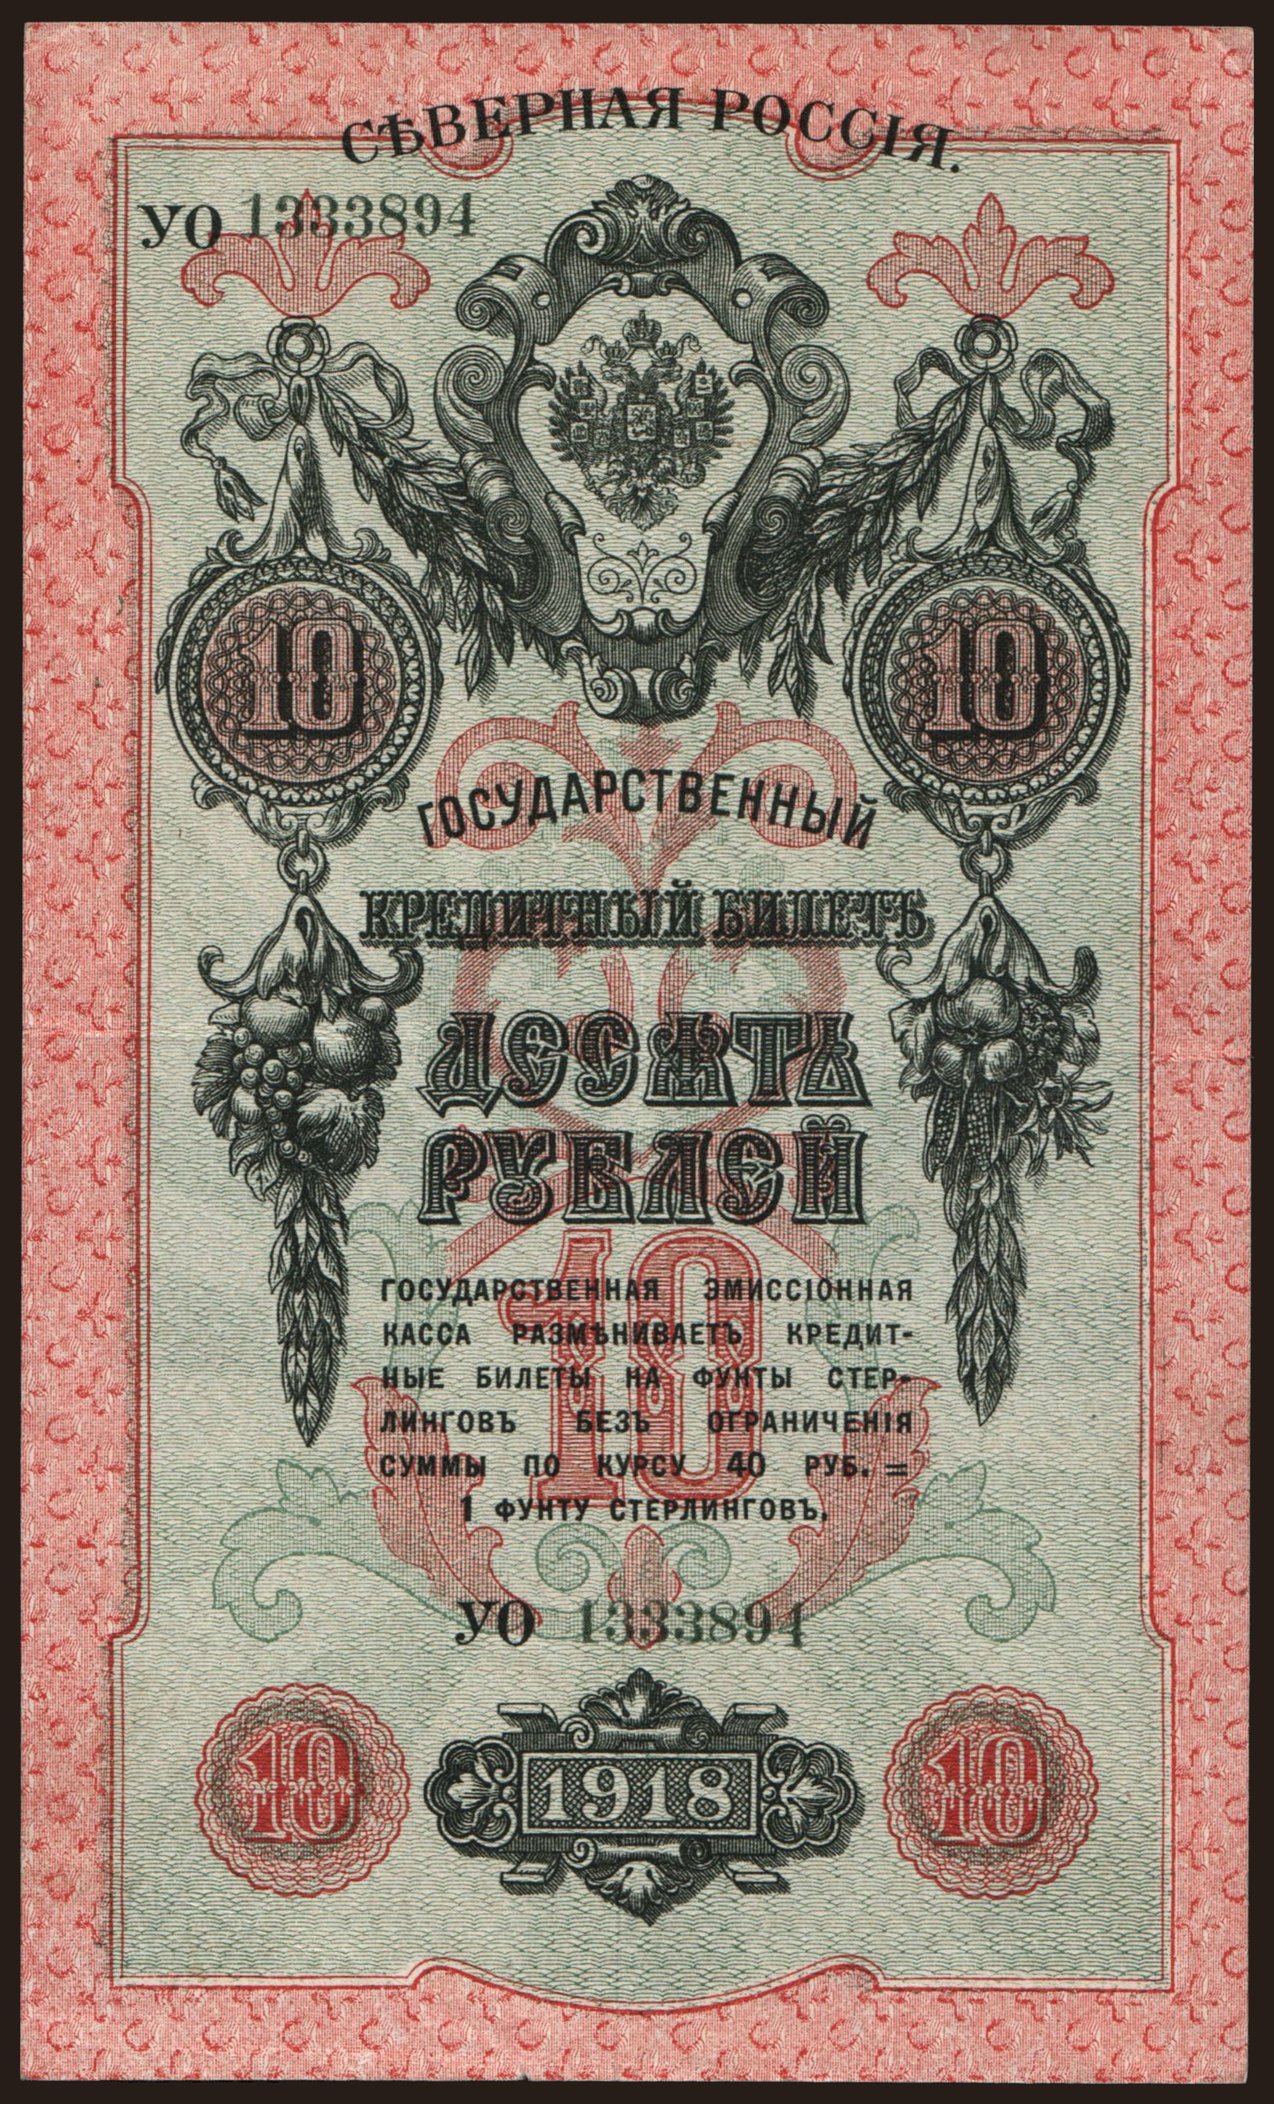 СѢВЕРНАЯ РОССІЯ.
УО 1333894
10 10
ГОСУДАРСТВЕННЫЙ
КРЕДИТНЫЙ БИЛЕТЪ
ДЕСЯТЬ
РУБЛЕЙ
10
ГОСУДАРСТВЕННАЯ ЭМИССІОННАЯ
КАССА РАЗМѢНИВАЕТЪ КРЕДИТ-
НЫЕ БИЛЕТЫ НА ФУНТЫ СТЕР-
ЛИНГОВЪ БЕЗЪ ОГРАНИЧЕНІЯ
СУММЫ ПО КУРСУ 40 РУБ. =
1 ФУНТУ СТЕРЛИНГОВЪ.
УО 1333894
10 1918 10